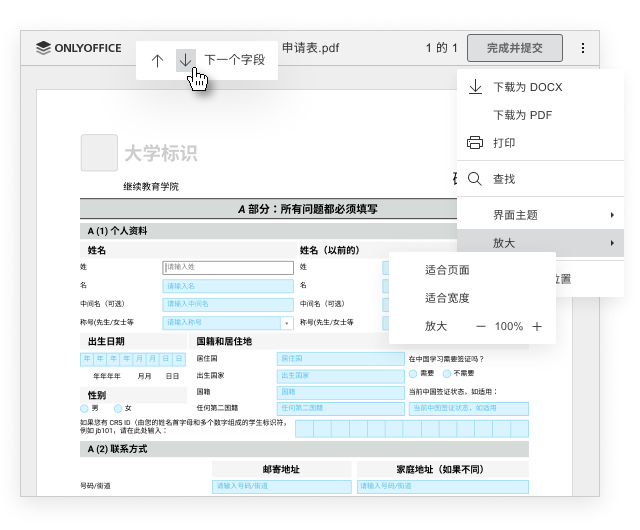 ONLYOFFICE
下一个字段
申请表.pdf
1 的 1
完成并提交
下载为 DOCX
下载为 PDF
打印
查找
界面主题
放大
位置
适合页面
适合宽度
放大 — 100% +
大学标识
继续教育学院
A 部分：所有问题都必须填写
A (1) 个人资料
姓名
姓名（以前的）
姓 请输入姓 姓
名 请输入名 名
中间名（可选） 请输入中间名 中间名（可选）
称号(先生/女士等 请输入称号 称号(先生/女士等
出生日期
国籍和居住地
年 年 年 年 月 月 日 日
居住国 居住国
在中国学习需要签证吗？
年年年年 月月 日日
出生国家 出生国家
需要 不需要
性别
国籍 国籍
当前中国签证状态，如适用：
男 女
任何第二国籍 任何第二国籍
当前中国签证状态，如适用
如果您有 CRS ID（由您的姓名首字母和多个数字组成的学生标识符，
例如 jb101，请在此处输入：
A (2) 联系方式
邮寄地址
家庭地址（如果不同）
号码/街道 请输入号码/街道 请输入号码/街道